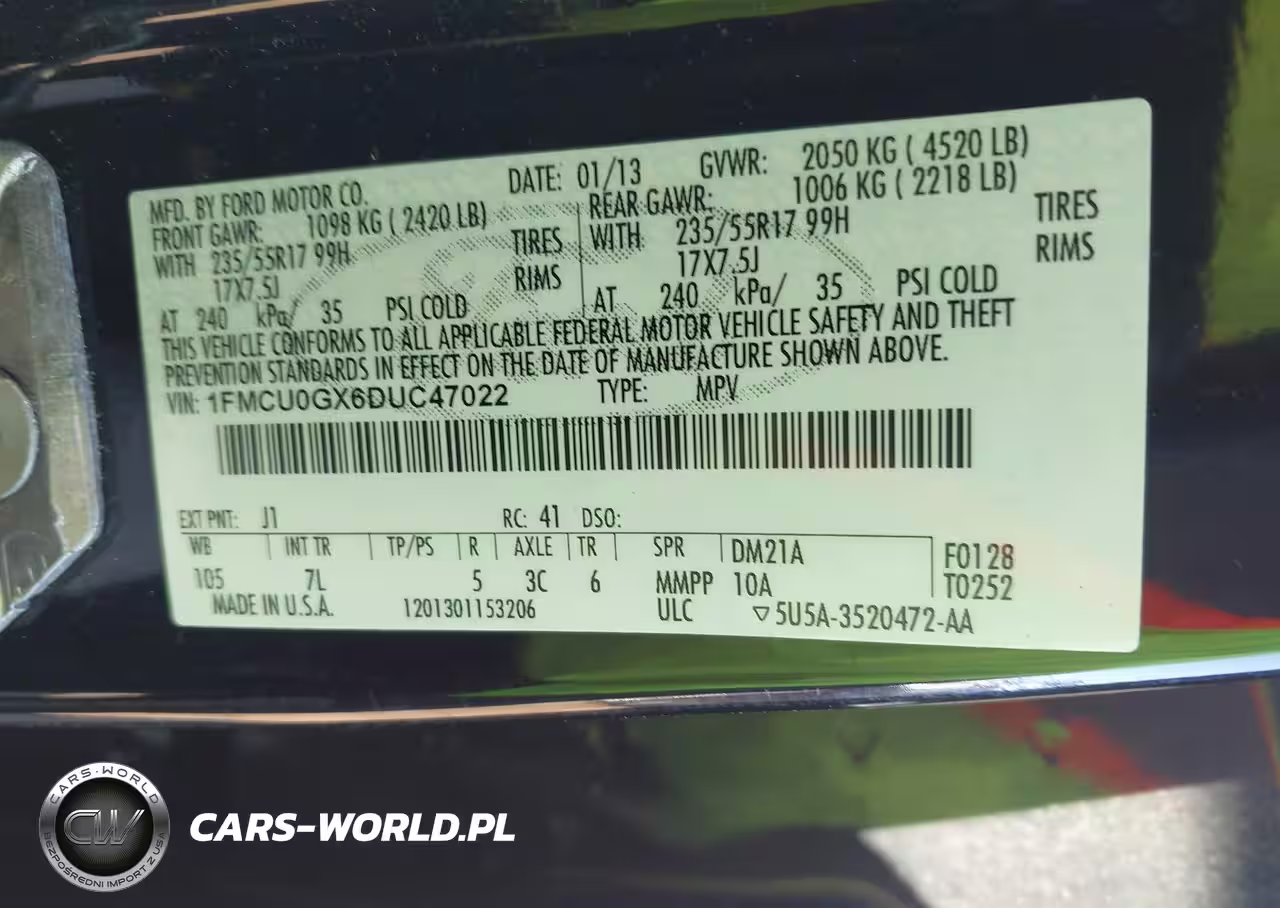 MFD. BY FORD MOTOR CO. DATE: 01/13 GVWR: 2050 KG ( 4520 LB)
FRONT GAWR: 1098 KG ( 2420 LB) REAR GAWR: 1006 KG ( 2218 LB)
WITH 235/55R17 99H TIRES WITH 235/55R17 99H TIRES
17X7.5J RIMS 17X7.5J RIMS
AT 240 kPa/ 35 PSI COLD AT 240 kPa/ 35 PSI COLD
THIS VEHICLE CONFORMS TO ALL APPLICABLE FEDERAL MOTOR VEHICLE SAFETY AND THEFT
PREVENTION STANDARDS IN EFFECT ON THE DATE OF MANUFACTURE SHOWN ABOVE.
VIN: 1FMCU0GX6DUC47022 TYPE: MPV
EXT PNT: J1 RC: 41 DSO:
WB INT TR TP/PS R AXLE TR SPR DM21A F0128
105 7L 5 3C 6 MMPP 10A T0252
MADE IN U.S.A. 1201301153206 ULC ▽5U5A-3520472-AA
CARS-WORLD
CW
BEZPOŚREDNI IMPORT Z USA
CARS-WORLD.PL